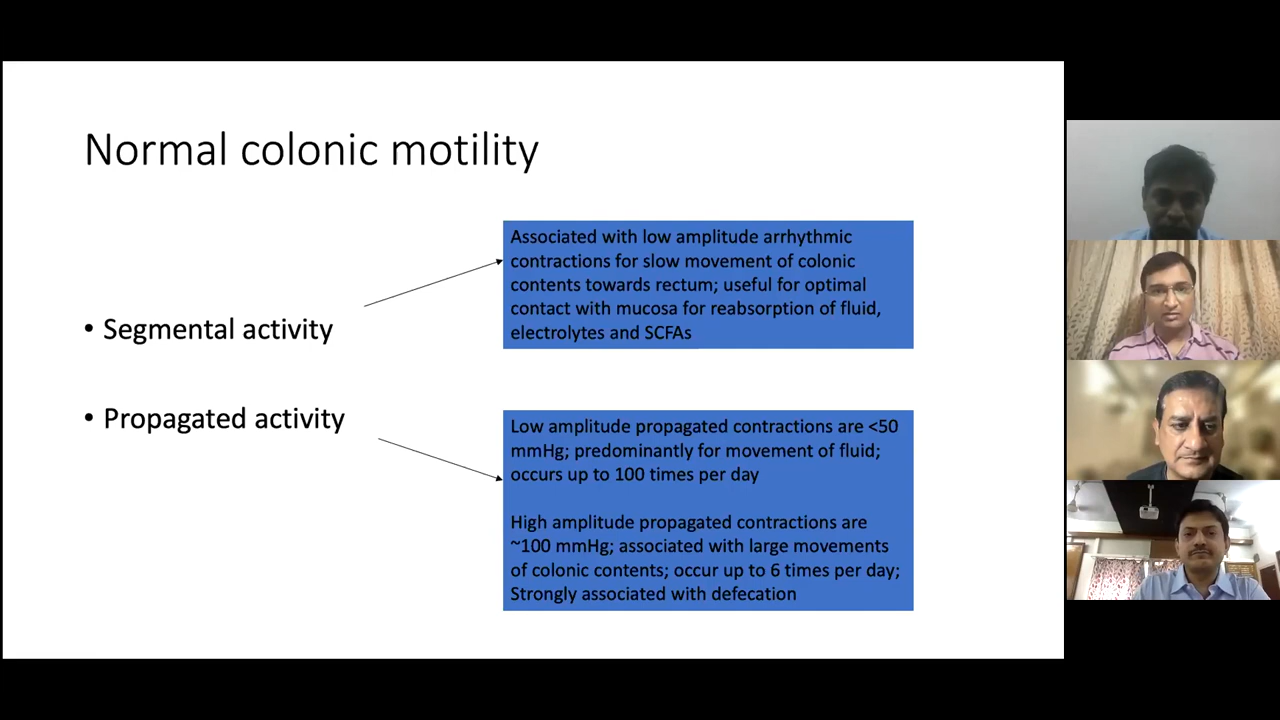 Normal colonic motility
• Segmental activity
Associated with low amplitude arrhythmic
contractions for slow movement of colonic
contents towards rectum; useful for optimal
contact with mucosa for reabsorption of fluid,
electrolytes and SCFAs
• Propagated activity
Low amplitude propagated contractions are <50
mmHg; predominantly for movement of fluid;
occurs up to 100 times per day
High amplitude propagated contractions are
~100 mmHg; associated with large movements
of colonic contents; occur up to 6 times per day;
Strongly associated with defecation